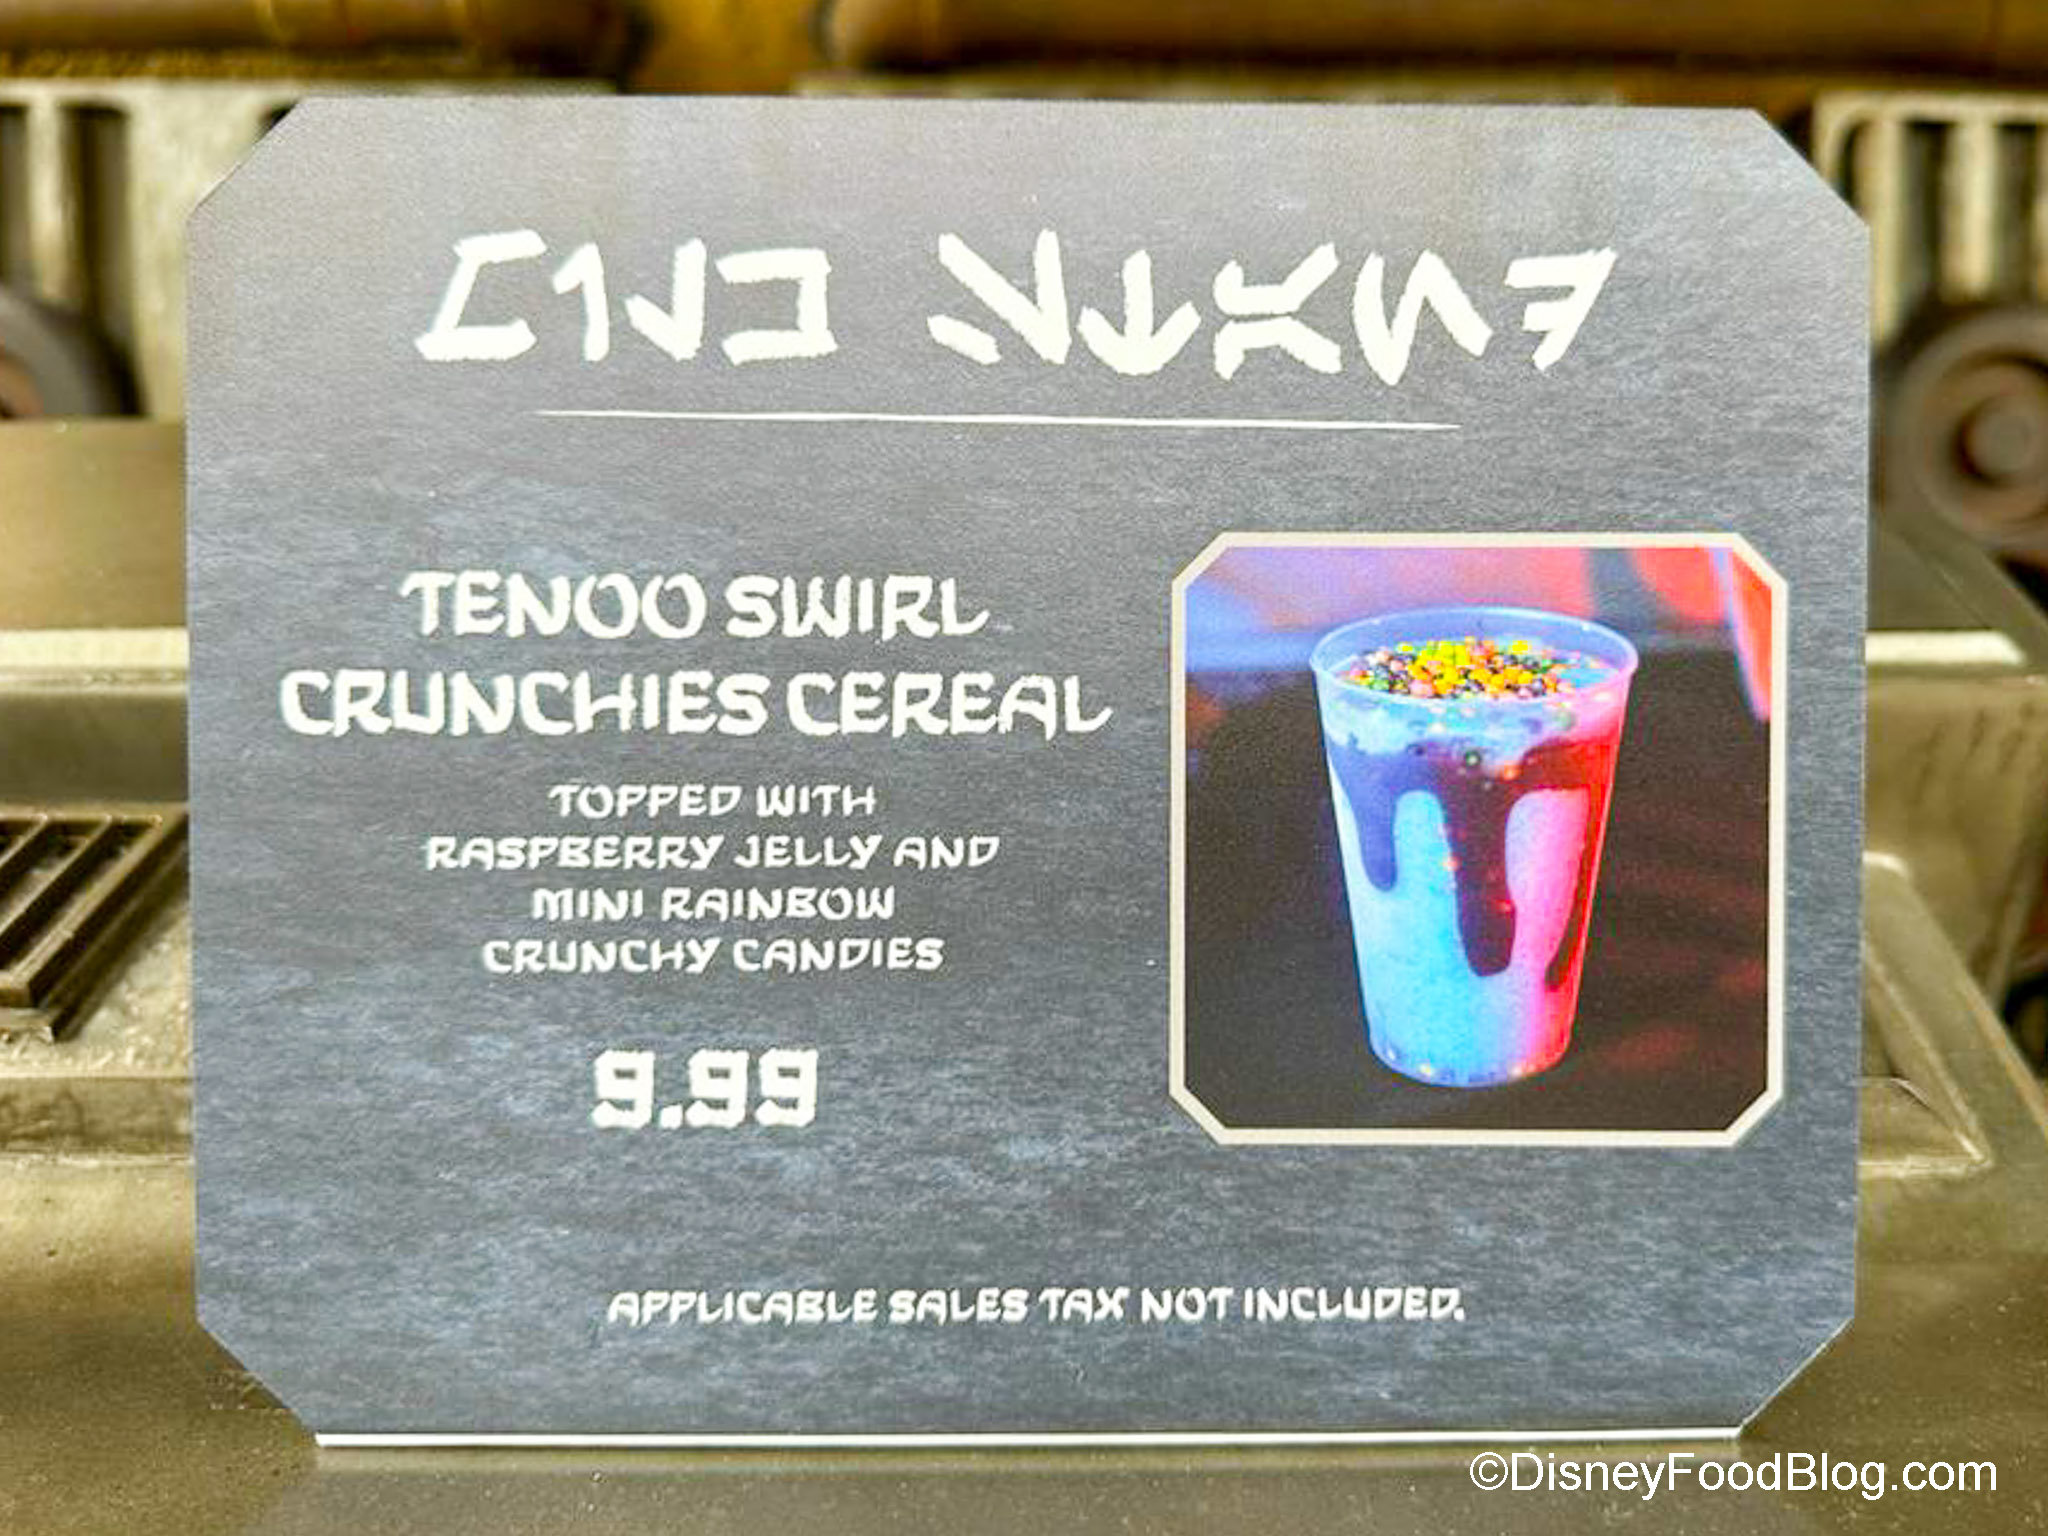 TENOO SWIRL
CRUNCHIES CEREAL
TOPPED WITH
RASPBERRY JELLY AND
MINI RAINBOW
CRUNCHY CANDIES
9.99
APPLICABLE SALES TAX NOT INCLUDED.
©DisneyFoodBlog.com